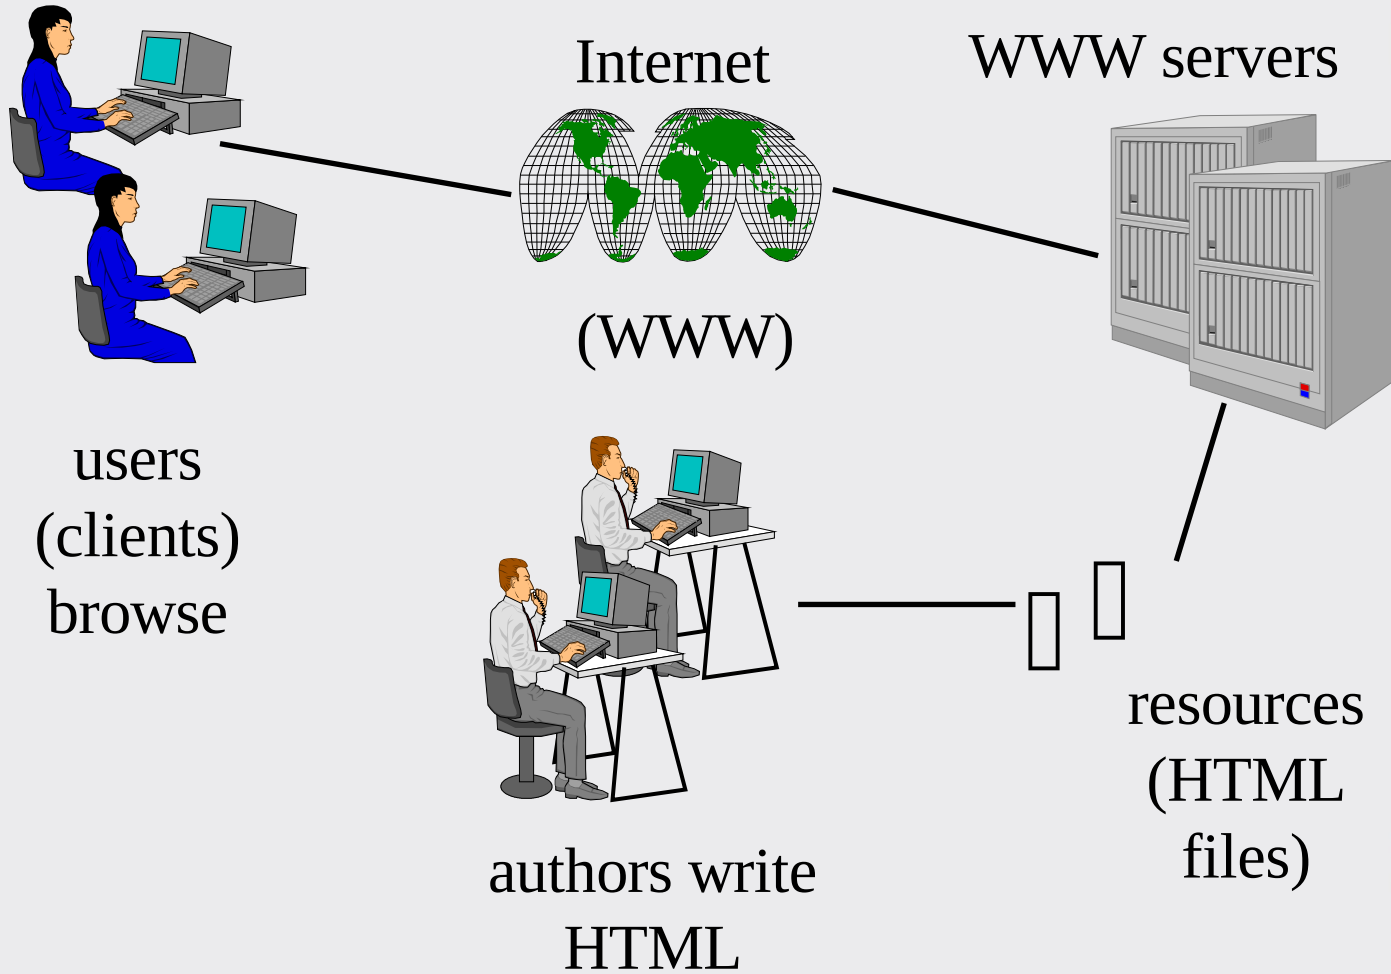 Internet
WWW servers
(WWW)
users
(clients)
browse
resources
(HTML
files)
authors write
HTML